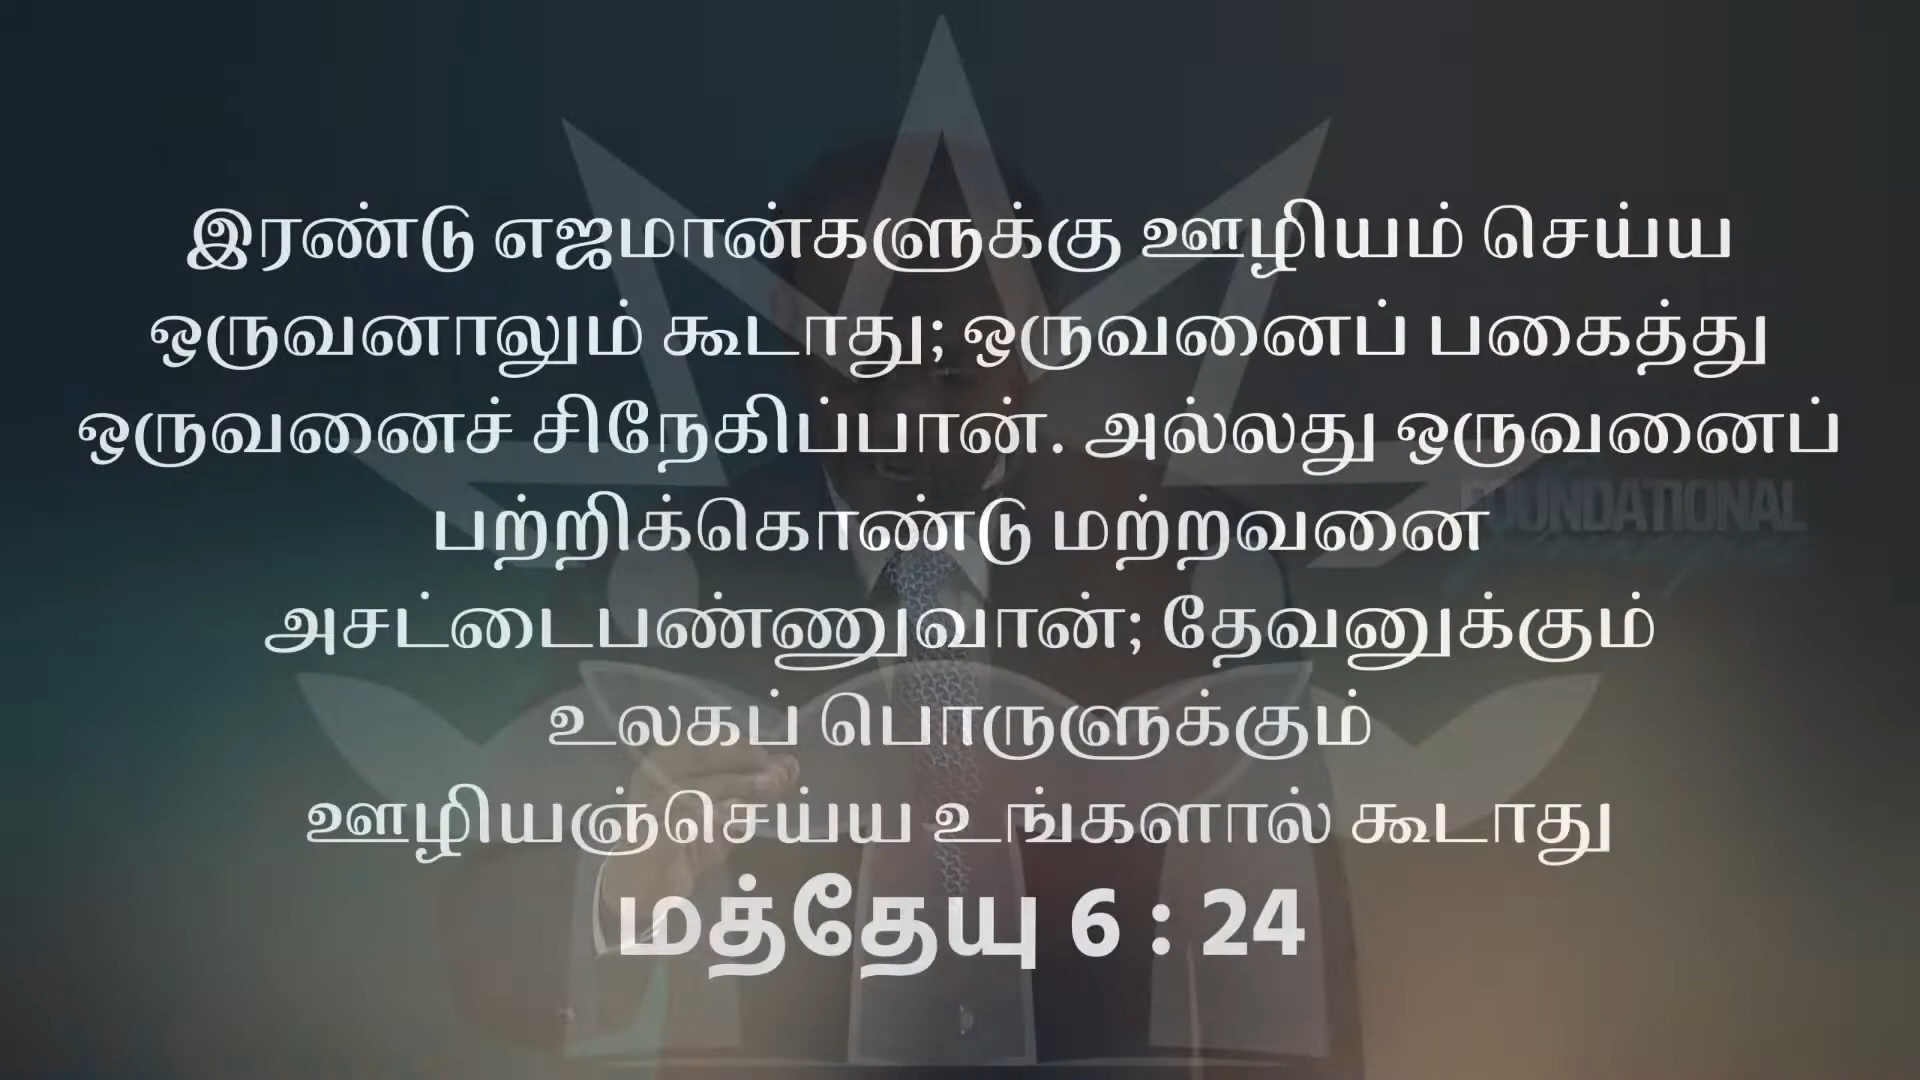 இரண்டு எஜமான்களுக்கு ஊழியம் செய்ய
ஒருவனாலும் கூடாது; ஒருவனைப் பகைத்து
ஒருவனைச் சிநேகிப்பான். அல்லது ஒருவனைப்
பற்றிக்கொண்டு மற்றவனை
அசட்டைபண்ணுவான்; தேவனுக்கும்
உலகப் பொருளுக்கும்
ஊழியஞ்செய்ய உங்களால் கூடாது
மத்தேயு 6 : 24
FOUNDATIONAL